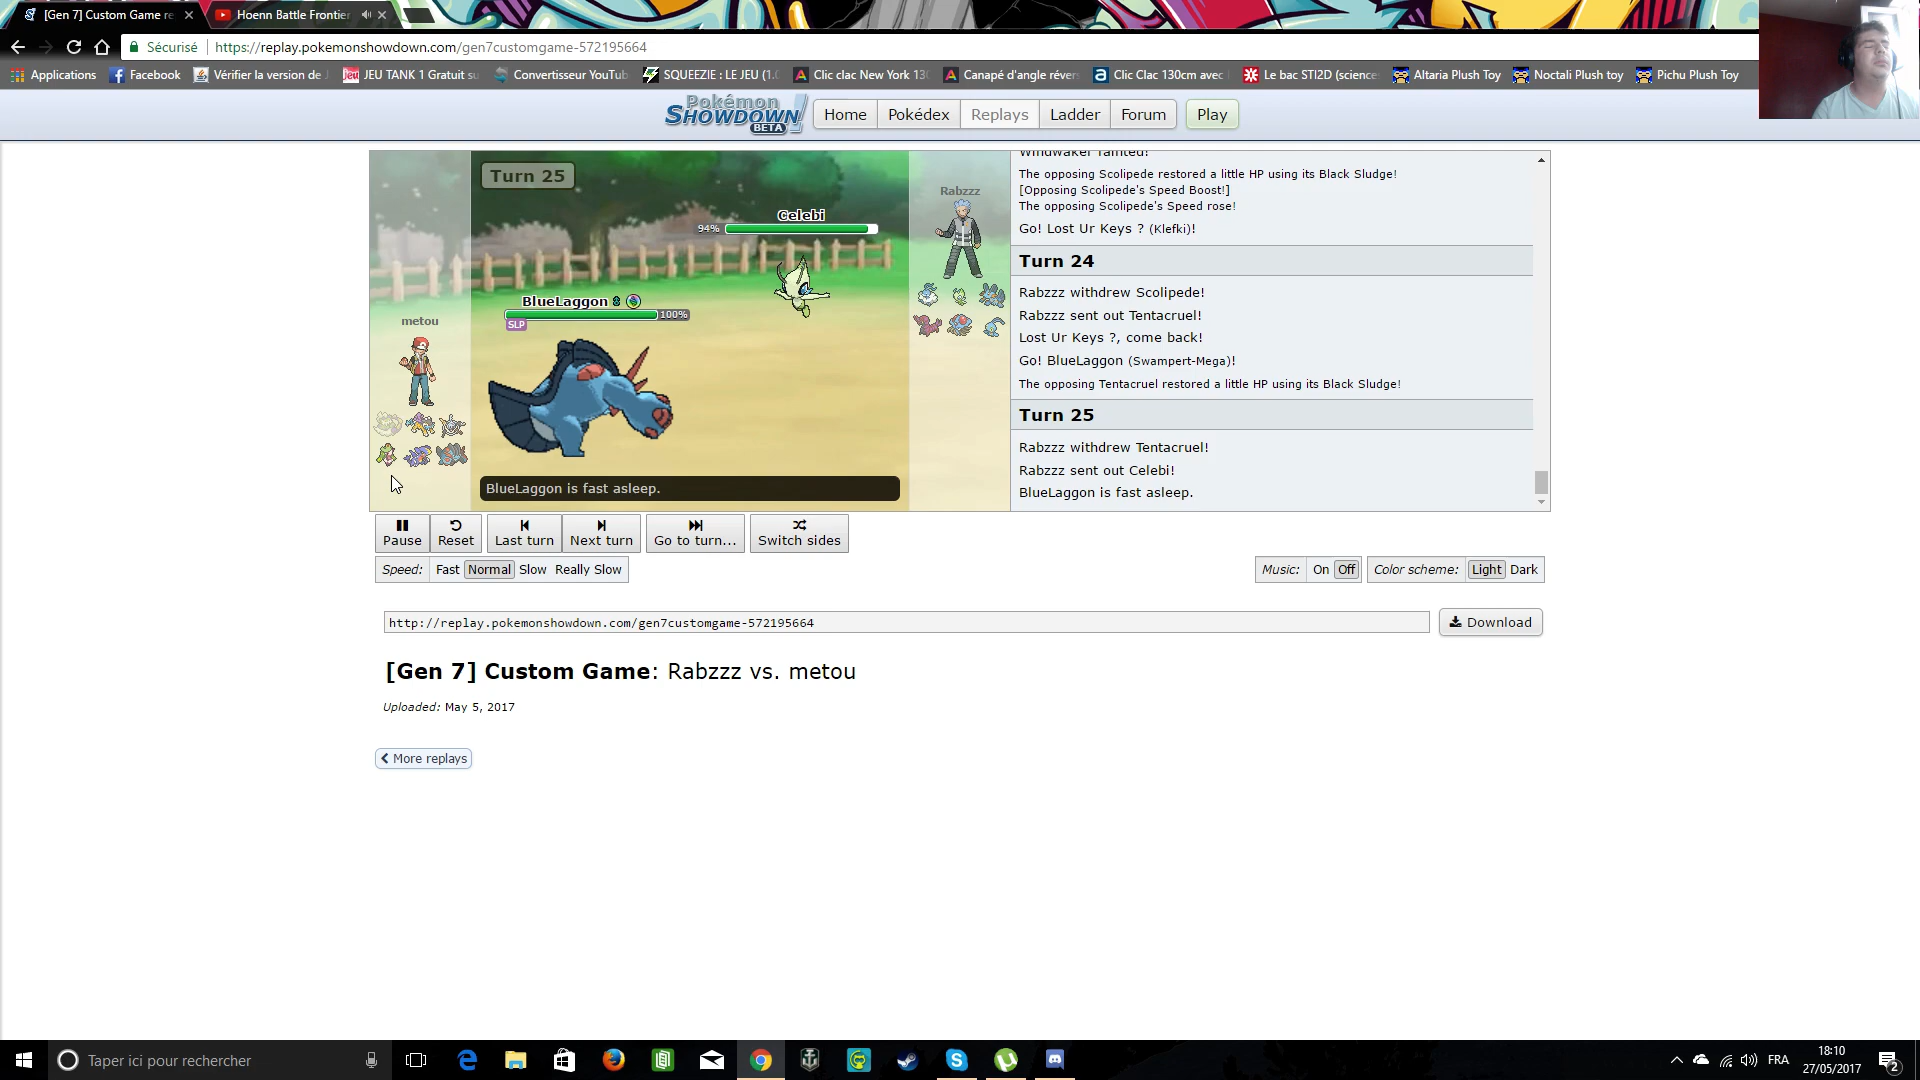 [Gen 7] Custom Game re
Hoenn Battle Frontier
Sécurisé https://replay.pokemonshowdown.com/gen7customgame-572195664
Applications Facebook Vérifier la version de J JEU TANK 1 Gratuit su Convertisseur YouTub SQUEEZIE : LE JEU (1.0 Clic clac New York 13 Canapé d'angle révers Clic Clac 130cm avec Le bac STI2D (science Altaria Plush Toy Noctali Plush toy Pichu Plush Toy
Pokémon
SHOWDOWN
BETA
Home Pokédex Replays Ladder Forum Play
Turn 25
Celebi
94%
BlueLaggon
100%
SLP
metou
Rabzzz
BlueLaggon is fast asleep.
Windwaker fainted!
The opposing Scolipede restored a little HP using its Black Sludge!
[Opposing Scolipede's Speed Boost!]
The opposing Scolipede's Speed rose!
Go! Lost Ur Keys ? (Klefki)!
Turn 24
Rabzzz withdrew Scolipede!
Rabzzz sent out Tentacruel!
Lost Ur Keys ?, come back!
Go! BlueLaggon (Swampert-Mega)!
The opposing Tentacruel restored a little HP using its Black Sludge!
Turn 25
Rabzzz withdrew Tentacruel!
Rabzzz sent out Celebi!
BlueLaggon is fast asleep.
Pause Reset Last turn Next turn Go to turn... Switch sides
Speed: Fast Normal Slow Really Slow
Music: On Off Color scheme: Light Dark
http://replay.pokemonshowdown.com/gen7customgame-572195664
Download
[Gen 7] Custom Game: Rabzzz vs. metou
Uploaded: May 5, 2017
More replays
Taper ici pour rechercher
FRA
18:10
27/05/2017
2